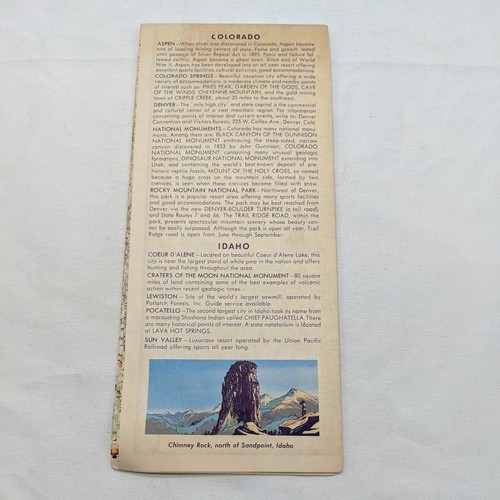 COLORADO
ASPEN—When silver was discovered in Colorado, Aspen became
one of leading mining centers of state. Fame and growth lasted
until passage of Silver Repeal Act in 1893. Panic and failure fol-
lowed swiftly; Aspen became a ghost town. Since end of World
War II, Aspen has been developed into an all year resort offering
excellent sports facilities, cultural activities, good accommodations.
COLORADO SPRINGS—Beautiful vacation city offering a wide
variety of accommodations, a moderate climate and nearby points
of interest such as: PIKES PEAK, GARDEN OF THE GODS, CAVE
OF THE WINDS, CHEYENNE MOUNTAIN, and the gold mining
town of CRIPPLE CREEK, about 35 miles to the southwest.
DENVER—The "mile high city" and state capital is the commercial
and cultural center of a vast mountain region. For information
concerning points of interest and current events, write to: Denver
Convention and Visitors Bureau, 225 W. Colfax Ave., Denver, Colo.
NATIONAL MONUMENTS—Colorado has many national monu-
ments. Among them are: BLACK CANYON OF THE GUNNISON
NATIONAL MONUMENT embracing the steep-sided, narrow
canyon discovered in 1853 by John Gunnison; COLORADO
NATIONAL MONUMENT containing many unusual geologic
formations; DINOSAUR NATIONAL MONUMENT extending into
Utah, and containing the world's best-known deposit of pre-
historic reptile fossils; MOUNT OF THE HOLY CROSS, so named
because a huge cross on the mountain side, formed by two
crevices, is seen when these crevices become filled with snow.
ROCKY MOUNTAIN NATIONAL PARK—Northwest of Denver,
this park is a popular resort area offering many sports facilities
and good accommodations. The park may be best reached from
Denver via the new DENVER-BOULDER TURNPIKE (a toll road),
and State Routes 7 and 66. The TRAIL RIDGE ROAD, within the
park, presents spectacular mountain scenery whose beauty can-
not be easily surpassed. Although the park is open all year, Trail
Ridge road is open from June through September.
IDAHO
COEUR D'ALENE—Located on beautiful Coeur d'Alene Lake, this
city is near the largest stand of white pine in the nation and offers
hunting and fishing throughout the area.
CRATERS OF THE MOON NATIONAL MONUMENT—80 square
miles of land containing some of the best examples of volcanic
action within recent geologic times.
LEWISTON — Site of the world's largest sawmill, operated by
Potlatch Forests, Inc. Guide service available.
POCATELLO—The second largest city in Idaho took its name from
a marauding Shoshone Indian called CHIEF PAUGHATELLA. There
are many historical points of interest. A state natatorium is located
at LAVA HOT SPRINGS.
SUN VALLEY—Luxurious resort operated by the Union Pacific
Railroad offering sports all year long.
Chimney Rock, north of Sandpoint, Idaho